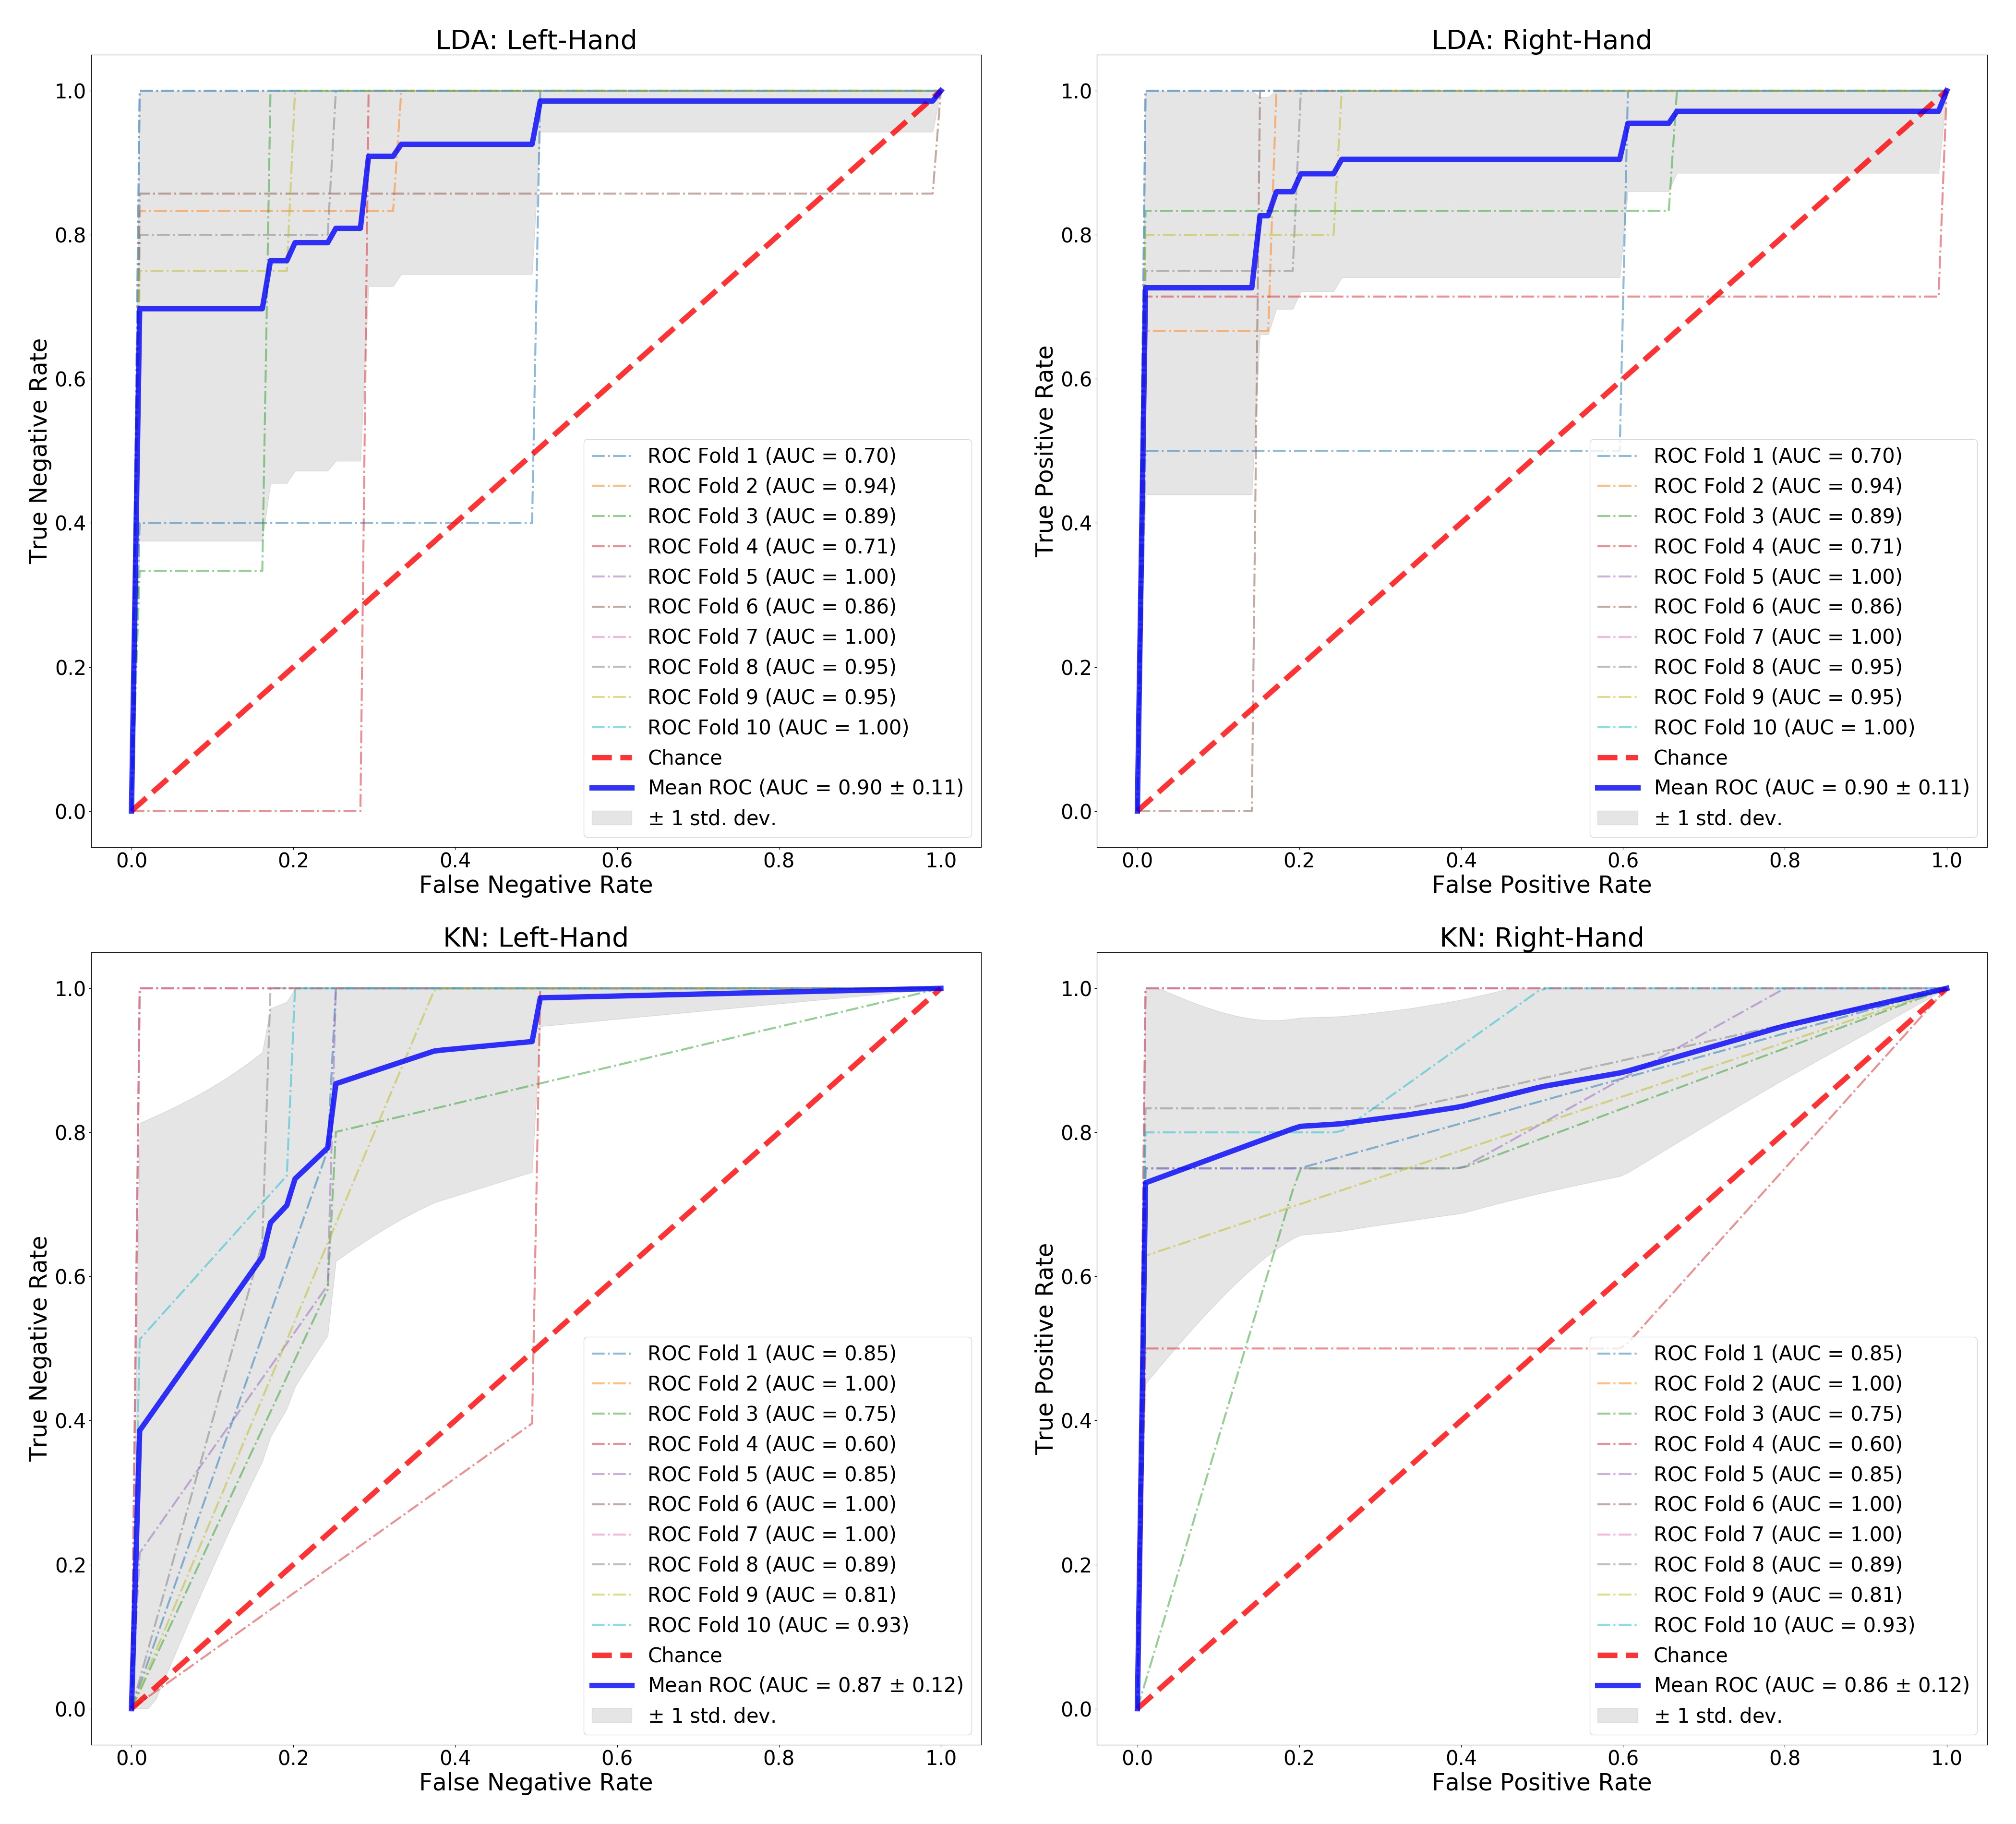 LDA: Left-Hand
True Negative Rate
1.0
0.8
0.6
0.4
0.2
0.0
ROC Fold 1 (AUC = 0.70)
ROC Fold 2 (AUC = 0.94)
ROC Fold 3 (AUC = 0.89)
ROC Fold 4 (AUC = 0.71)
ROC Fold 5 (AUC = 1.00)
ROC Fold 6 (AUC = 0.86)
ROC Fold 7 (AUC = 1.00)
ROC Fold 8 (AUC = 0.95)
ROC Fold 9 (AUC = 0.95)
ROC Fold 10 (AUC = 1.00)
Chance
Mean ROC (AUC = 0.90 ± 0.11)
± 1 std. dev.
0.0 0.2 0.4 0.6 0.8 1.0
False Negative Rate
LDA: Right-Hand
True Positive Rate
1.0
0.8
0.6
0.4
0.2
0.0
ROC Fold 1 (AUC = 0.70)
ROC Fold 2 (AUC = 0.94)
ROC Fold 3 (AUC = 0.89)
ROC Fold 4 (AUC = 0.71)
ROC Fold 5 (AUC = 1.00)
ROC Fold 6 (AUC = 0.86)
ROC Fold 7 (AUC = 1.00)
ROC Fold 8 (AUC = 0.95)
ROC Fold 9 (AUC = 0.95)
ROC Fold 10 (AUC = 1.00)
Chance
Mean ROC (AUC = 0.90 ± 0.11)
± 1 std. dev.
0.0 0.2 0.4 0.6 0.8 1.0
False Positive Rate
KN: Left-Hand
True Negative Rate
1.0
0.8
0.6
0.4
0.2
0.0
ROC Fold 1 (AUC = 0.85)
ROC Fold 2 (AUC = 1.00)
ROC Fold 3 (AUC = 0.75)
ROC Fold 4 (AUC = 0.60)
ROC Fold 5 (AUC = 0.85)
ROC Fold 6 (AUC = 1.00)
ROC Fold 7 (AUC = 1.00)
ROC Fold 8 (AUC = 0.89)
ROC Fold 9 (AUC = 0.81)
ROC Fold 10 (AUC = 0.93)
Chance
Mean ROC (AUC = 0.87 ± 0.12)
± 1 std. dev.
0.0 0.2 0.4 0.6 0.8 1.0
False Negative Rate
KN: Right-Hand
True Positive Rate
1.0
0.8
0.6
0.4
0.2
0.0
ROC Fold 1 (AUC = 0.85)
ROC Fold 2 (AUC = 1.00)
ROC Fold 3 (AUC = 0.75)
ROC Fold 4 (AUC = 0.60)
ROC Fold 5 (AUC = 0.85)
ROC Fold 6 (AUC = 1.00)
ROC Fold 7 (AUC = 1.00)
ROC Fold 8 (AUC = 0.89)
ROC Fold 9 (AUC = 0.81)
ROC Fold 10 (AUC = 0.93)
Chance
Mean ROC (AUC = 0.86 ± 0.12)
± 1 std. dev.
0.0 0.2 0.4 0.6 0.8 1.0
False Positive Rate